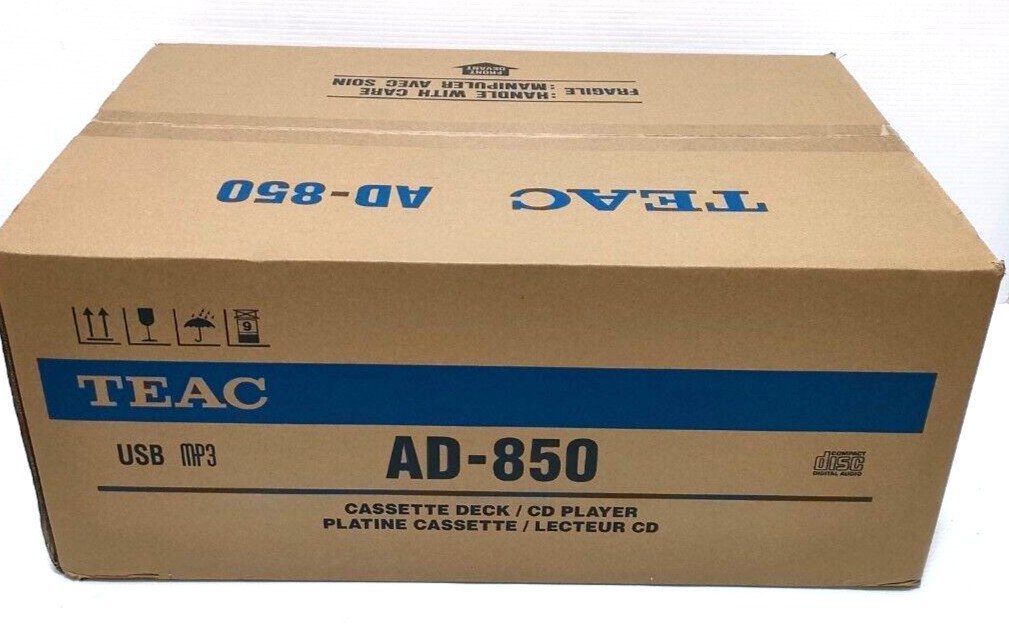 FRONT
DEVANT
FRAGILE : HANDLE WITH CARE
: MANIPULER AVEC SOIN
TEAC AD-850
9
TEAC
USB MP3
AD-850
COMPACT
disc
DIGITAL AUDIO
CASSETTE DECK / CD PLAYER
PLATINE CASSETTE / LECTEUR CD